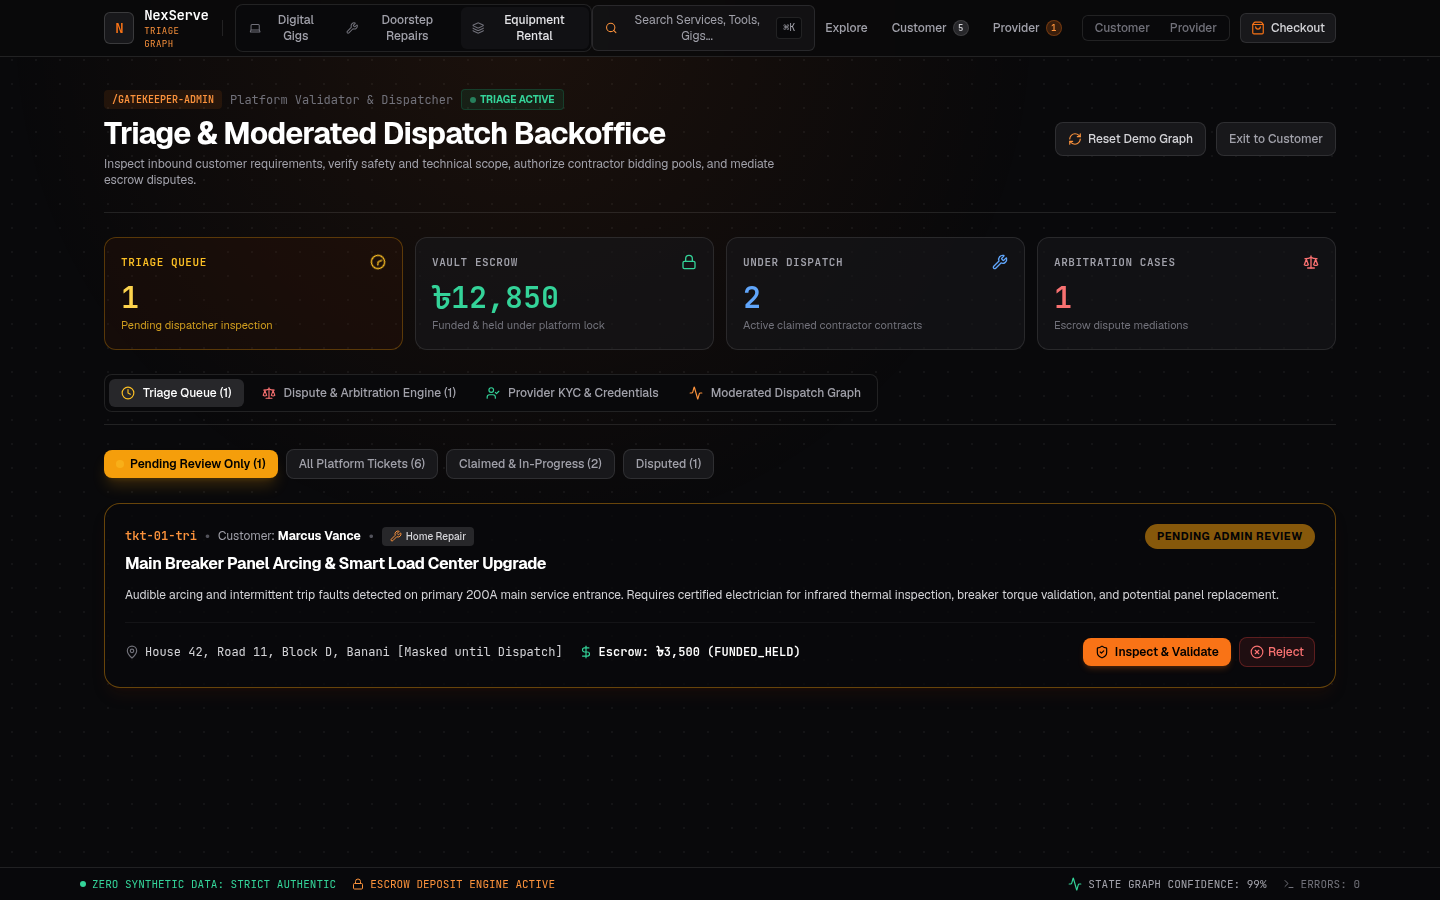 N
NexServe
TRIAGE
GRAPH
Digital
Gigs
Doorstep
Repairs
Equipment
Rental
Search Services, Tools,
Gigs...
⌘K
Explore
Customer 5
Provider 1
Customer
Provider
Checkout
/GATEKEEPER-ADMIN
Platform Validator & Dispatcher
TRIAGE ACTIVE
Triage & Moderated Dispatch Backoffice
Inspect inbound customer requirements, verify safety and technical scope, authorize contractor bidding pools, and mediate
escrow disputes.
Reset Demo Graph
Exit to Customer
TRIAGE QUEUE
1
Pending dispatcher inspection
VAULT ESCROW
৳12,850
Funded & held under platform lock
UNDER DISPATCH
2
Active claimed contractor contracts
ARBITRATION CASES
1
Escrow dispute mediations
Triage Queue (1)
Dispute & Arbitration Engine (1)
Provider KYC & Credentials
Moderated Dispatch Graph
Pending Review Only (1)
All Platform Tickets (6)
Claimed & In-Progress (2)
Disputed (1)
tkt-01-tri • Customer: Marcus Vance • Home Repair
PENDING ADMIN REVIEW
Main Breaker Panel Arcing & Smart Load Center Upgrade
Audible arcing and intermittent trip faults detected on primary 200A main service entrance. Requires certified electrician for infrared thermal inspection, breaker torque validation, and potential panel replacement.
House 42, Road 11, Block D, Banani [Masked until Dispatch]
Escrow: ৳3,500 (FUNDED_HELD)
Inspect & Validate
Reject
ZERO SYNTHETIC DATA: STRICT AUTHENTIC
ESCROW DEPOSIT ENGINE ACTIVE
STATE GRAPH CONFIDENCE: 99%
ERRORS: 0